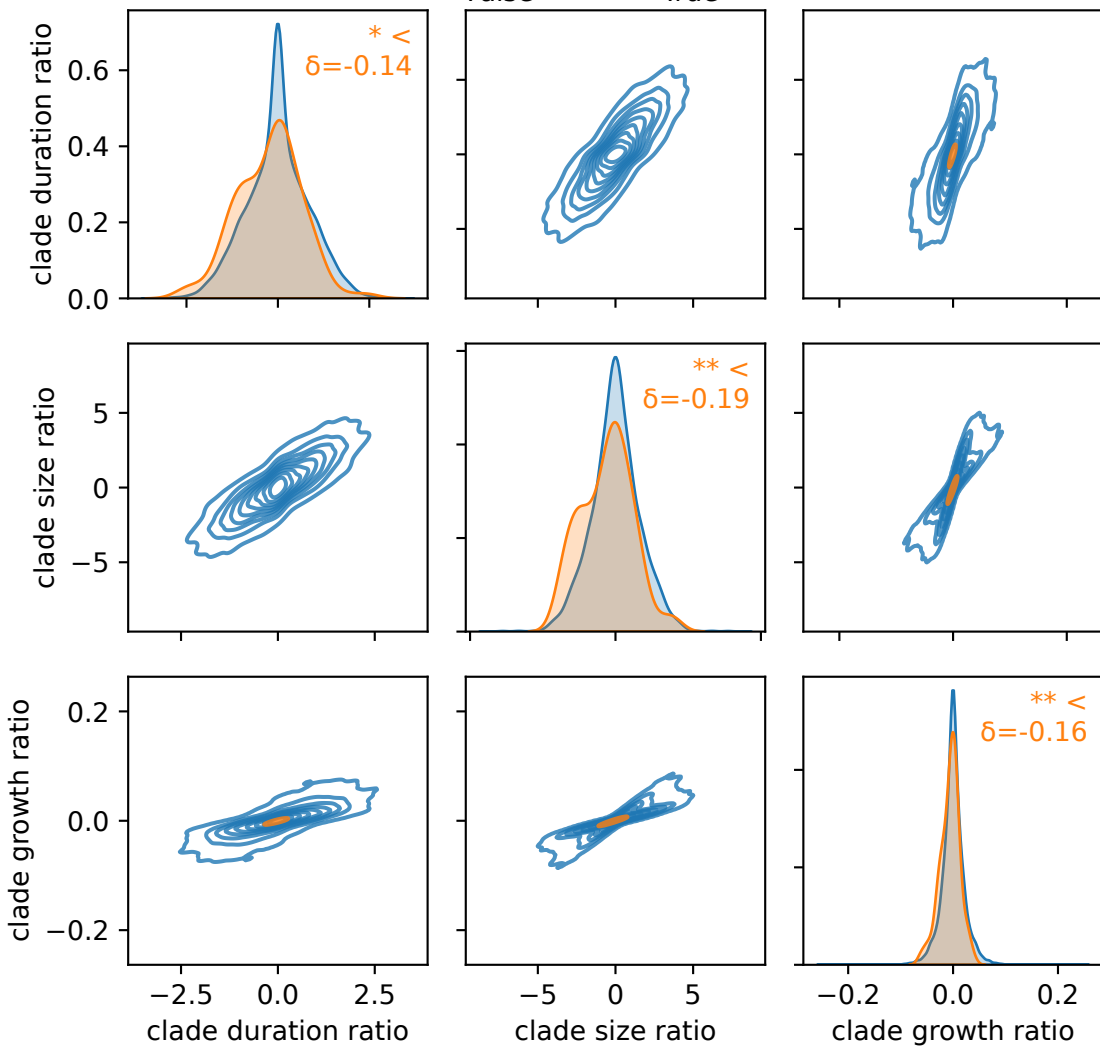 False True
clade duration ratio
0.6
0.4
0.2
0.0
* <
δ=-0.14
clade size ratio
5
0
−5
** <
δ=-0.19
clade growth ratio
0.2
0.0
−0.2
** <
δ=-0.16
−2.5 0.0 2.5
−5 0 5
−0.2 0.0 0.2
clade duration ratio
clade size ratio
clade growth ratio